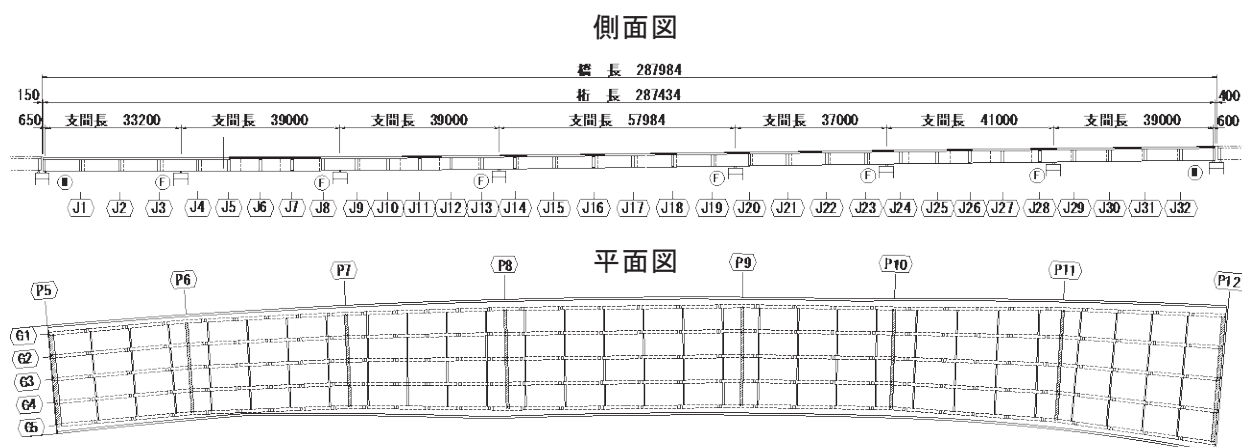 側面図
橋 長 287984
150 桁 長 287434 400
650 支間長 33200 支間長 39000 支間長 39000 支間長 57984 支間長 37000 支間長 41000 支間長 39000 600
F F F F F F
J1 J2 J3 J4 J5 J6 J7 J8 J9 J10 J11 J12 J13 J14 J15 J16 J17 J18 J19 J20 J21 J22 J23 J24 J25 J26 J27 J28 J29 J30 J31 J32
平面図
P5 P6 P7 P8 P9 P10 P11 P12
G1
G2
G3
G4
G5